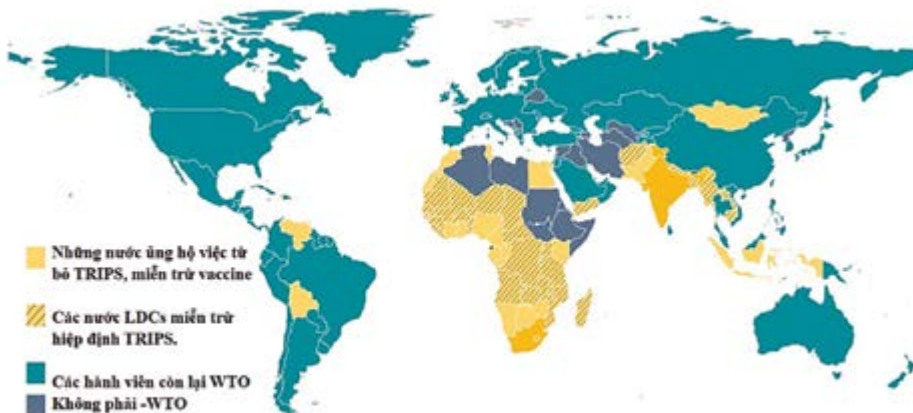 Những nước ủng hộ việc từ
bỏ TRIPS, miễn trừ vaccine
Các nước LDCs miễn trừ
hiệp định TRIPS.
Các hành viên còn lại WTO
Không phải -WTO